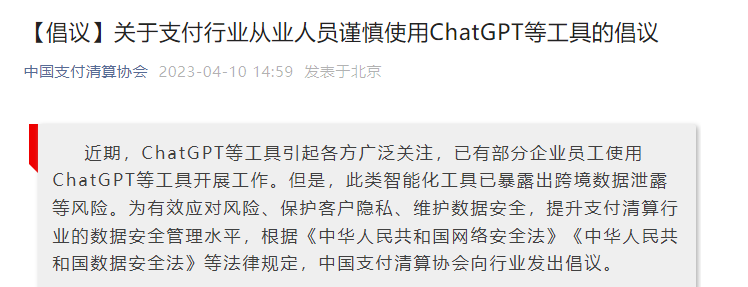 【倡议】关于支付行业从业人员谨慎使用ChatGPT等工具的倡议
中国支付清算协会 2023-04-10 14:59 发表于北京
近期，ChatGPT等工具引起各方广泛关注，已有部分企业员工使用
ChatGPT等工具开展工作。但是，此类智能化工具已暴露出跨境数据泄露
等风险。为有效应对风险、保护客户隐私、维护数据安全，提升支付清算行
业的数据安全管理水平，根据《中华人民共和国网络安全法》《中华人民共
和国数据安全法》等法律规定，中国支付清算协会向行业发出倡议。